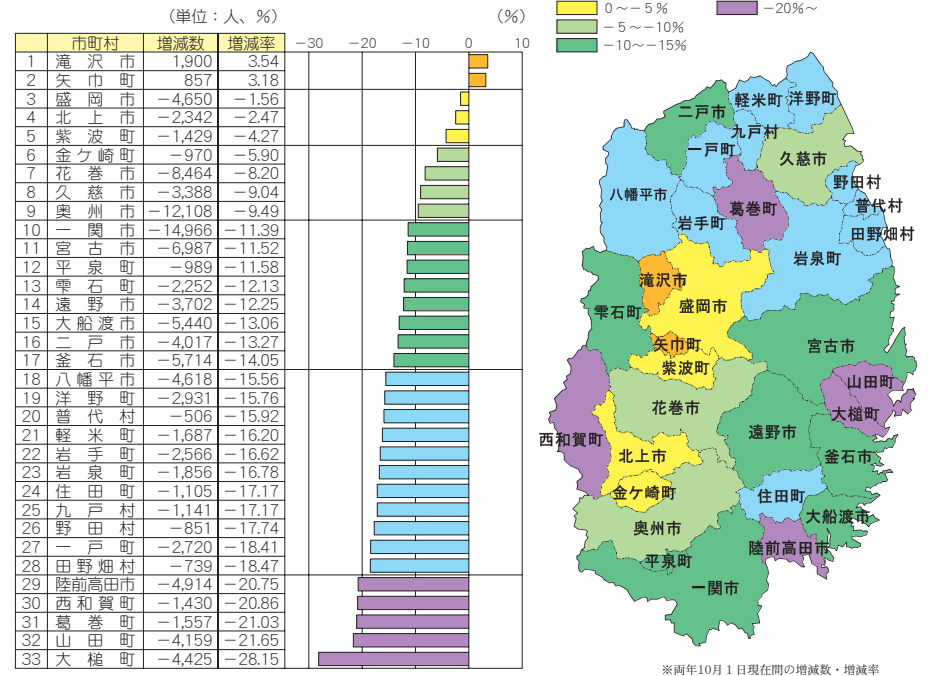 （単位：人、％）
市町村 増減数 増減率
1 滝沢市 1,900 3.54
2 矢巾町 857 3.18
3 盛岡市 −4,650 −1.56
4 北上市 −2,342 −2.47
5 紫波町 −1,429 −4.27
6 金ケ崎町 −970 −5.90
7 花巻市 −8,464 −8.20
8 久慈市 −3,388 −9.04
9 奥州市 −12,108 −9.49
10 一関市 −14,966 −11.39
11 宮古市 −6,987 −11.52
12 平泉町 −989 −11.58
13 雫石町 −2,252 −12.13
14 遠野市 −3,702 −12.25
15 大船渡市 −5,440 −13.06
16 二戸市 −4,017 −13.27
17 釜石市 −5,714 −14.05
18 八幡平市 −4,618 −15.56
19 洋野町 −2,931 −15.76
20 普代村 −506 −15.92
21 軽米町 −1,687 −16.20
22 岩手町 −2,566 −16.62
23 岩泉町 −1,856 −16.78
24 住田町 −1,105 −17.17
25 九戸村 −1,141 −17.17
26 野田村 −851 −17.74
27 一戸町 −2,720 −18.41
28 田野畑村 −739 −18.47
29 陸前高田市 −4,914 −20.75
30 西和賀町 −1,430 −20.86
31 葛巻町 −1,557 −21.03
32 山田町 −4,159 −21.65
33 大槌町 −4,425 −28.15
（％）
−30 −20 −10 0 10
0～−5％
−5～−10％
−10～−15％
−20％～
軽米町
洋野町
二戸市
九戸村
一戸町
久慈市
野田村
八幡平市
葛巻町
普代村
岩手町
田野畑村
岩泉町
滝沢市
盛岡市
雫石町
矢巾町
宮古市
紫波町
山田町
花巻市
大槌町
西和賀町
遠野市
北上市
釜石市
金ケ崎町
住田町
奥州市
大船渡市
陸前高田市
平泉町
一関市
※両年10月１日現在間の増減数・増減率